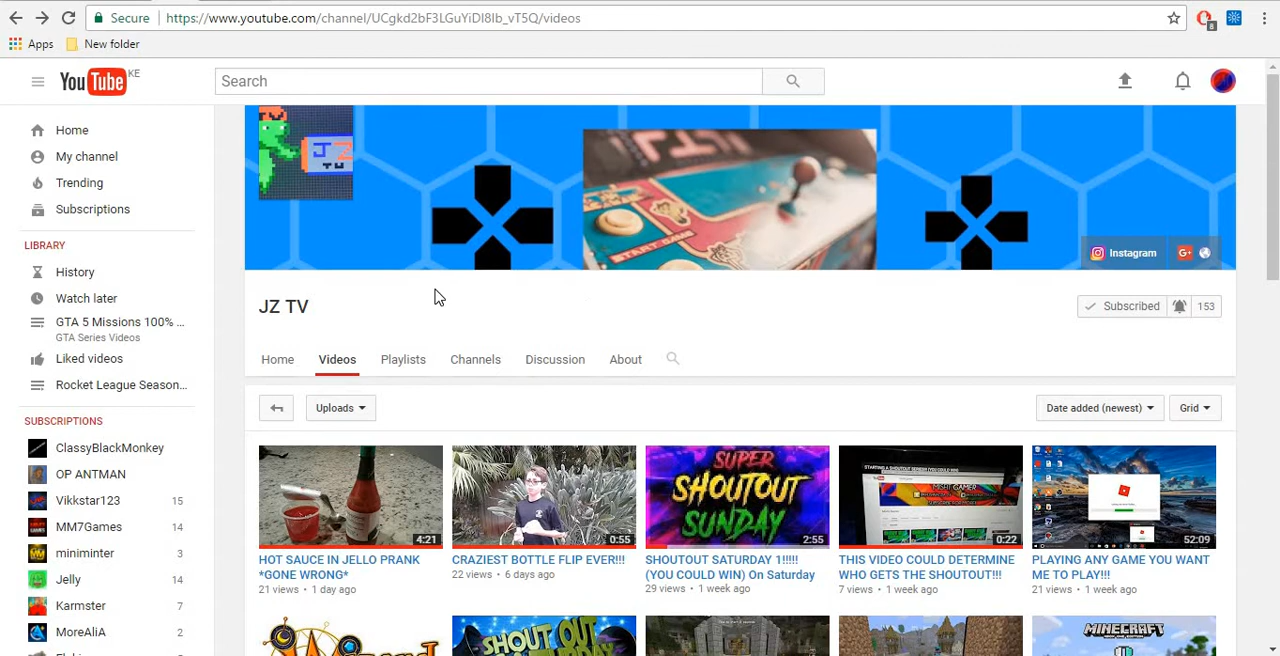 Secure
https://www.youtube.com/channel/UCgkd2bF3LGuYiDl8Ib_vT5Q/videos
8
Apps
New folder
YouTube KE
Search
JZ
TV
START GAME
Instagram
G+
Home
My channel
Trending
Subscriptions
LIBRARY
History
Watch later
GTA 5 Missions 100% ...
GTA Series Videos
Liked videos
Rocket League Season...
SUBSCRIPTIONS
ClassyBlackMonkey
OP ANTMAN
Vikkstar123 15
MM7Games 14
miniminter 3
Jelly 14
Karmster 7
MoreAliA 2
JZ TV
Subscribed 153
Home Videos Playlists Channels Discussion About
Uploads
Date added (newest)
Grid
4:21
HOT SAUCE IN JELLO PRANK
*GONE WRONG*
21 views • 1 day ago
0:55
CRAZIEST BOTTLE FLIP EVER!!!
22 views • 6 days ago
SUPER
SHOUTOUT
SUNDAY
2:55
SHOUTOUT SATURDAY 1!!!!!
(YOU COULD WIN) On Saturday
29 views • 1 week ago
0:22
THIS VIDEO COULD DETERMINE
WHO GETS THE SHOUTOUT!!!
7 views • 1 week ago
52:09
PLAYING ANY GAME YOU WANT
ME TO PLAY!!!
21 views • 1 week ago
SHOUT OUT
MINECRAFT